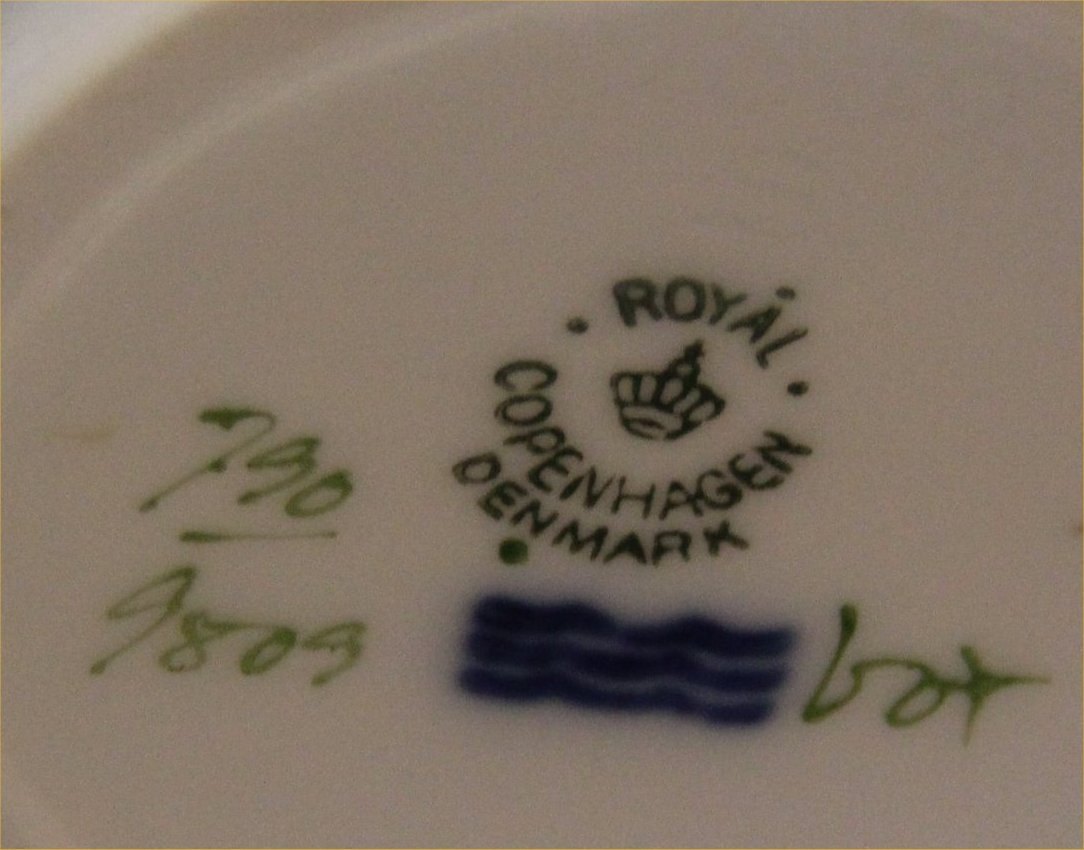 ROYAL
COPENHAGEN
DENMARK
790
9809